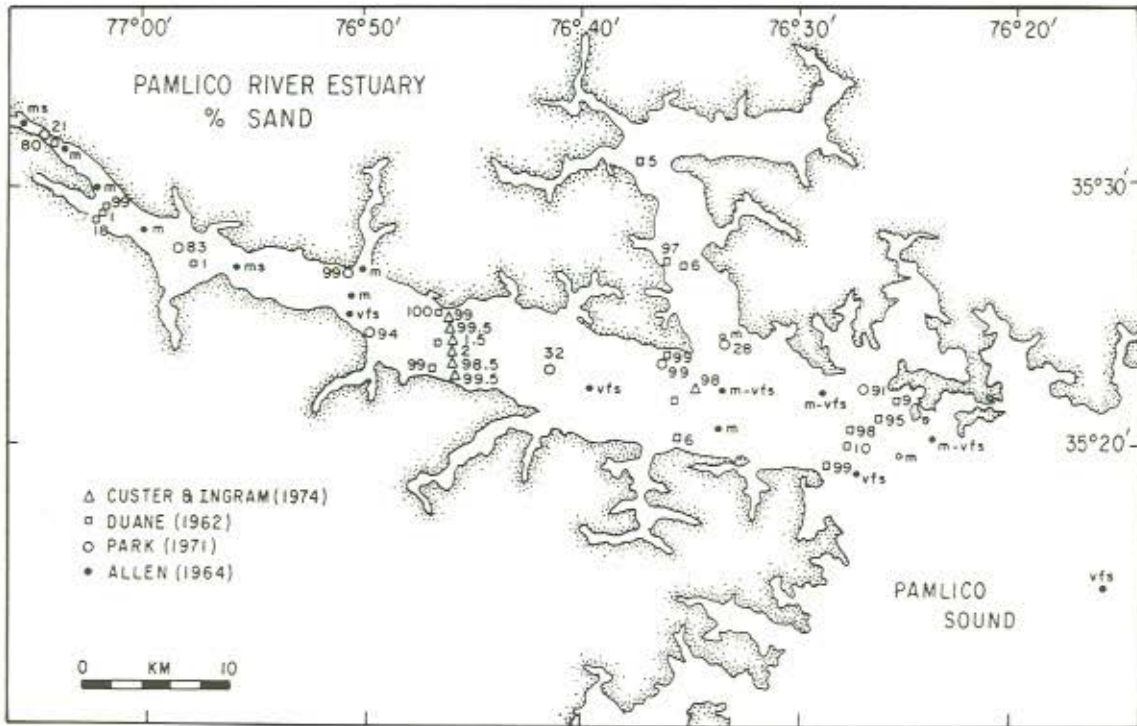 77°00′ 76°50′ 76°40′ 76°30′ 76°20′
PAMLICO RIVER ESTUARY
% SAND
ms
21
80
m
m
99
1
18
m
83
1
ms
5
35°30′
97
6
99
m
m
vfs
94
100
99
99.5
1.5
2
99
98.5
99.5
32
vfs
m
28
99
99
98
m-vfs
m
6
m-vfs
91
95
98
10
99
vfs
m
m-vfs
35°20′
△ CUSTER & INGRAM (1974)
□ DUANE (1962)
○ PARK (1971)
● ALLEN (1964)
vfs
PAMLICO
SOUND
0 KM 10